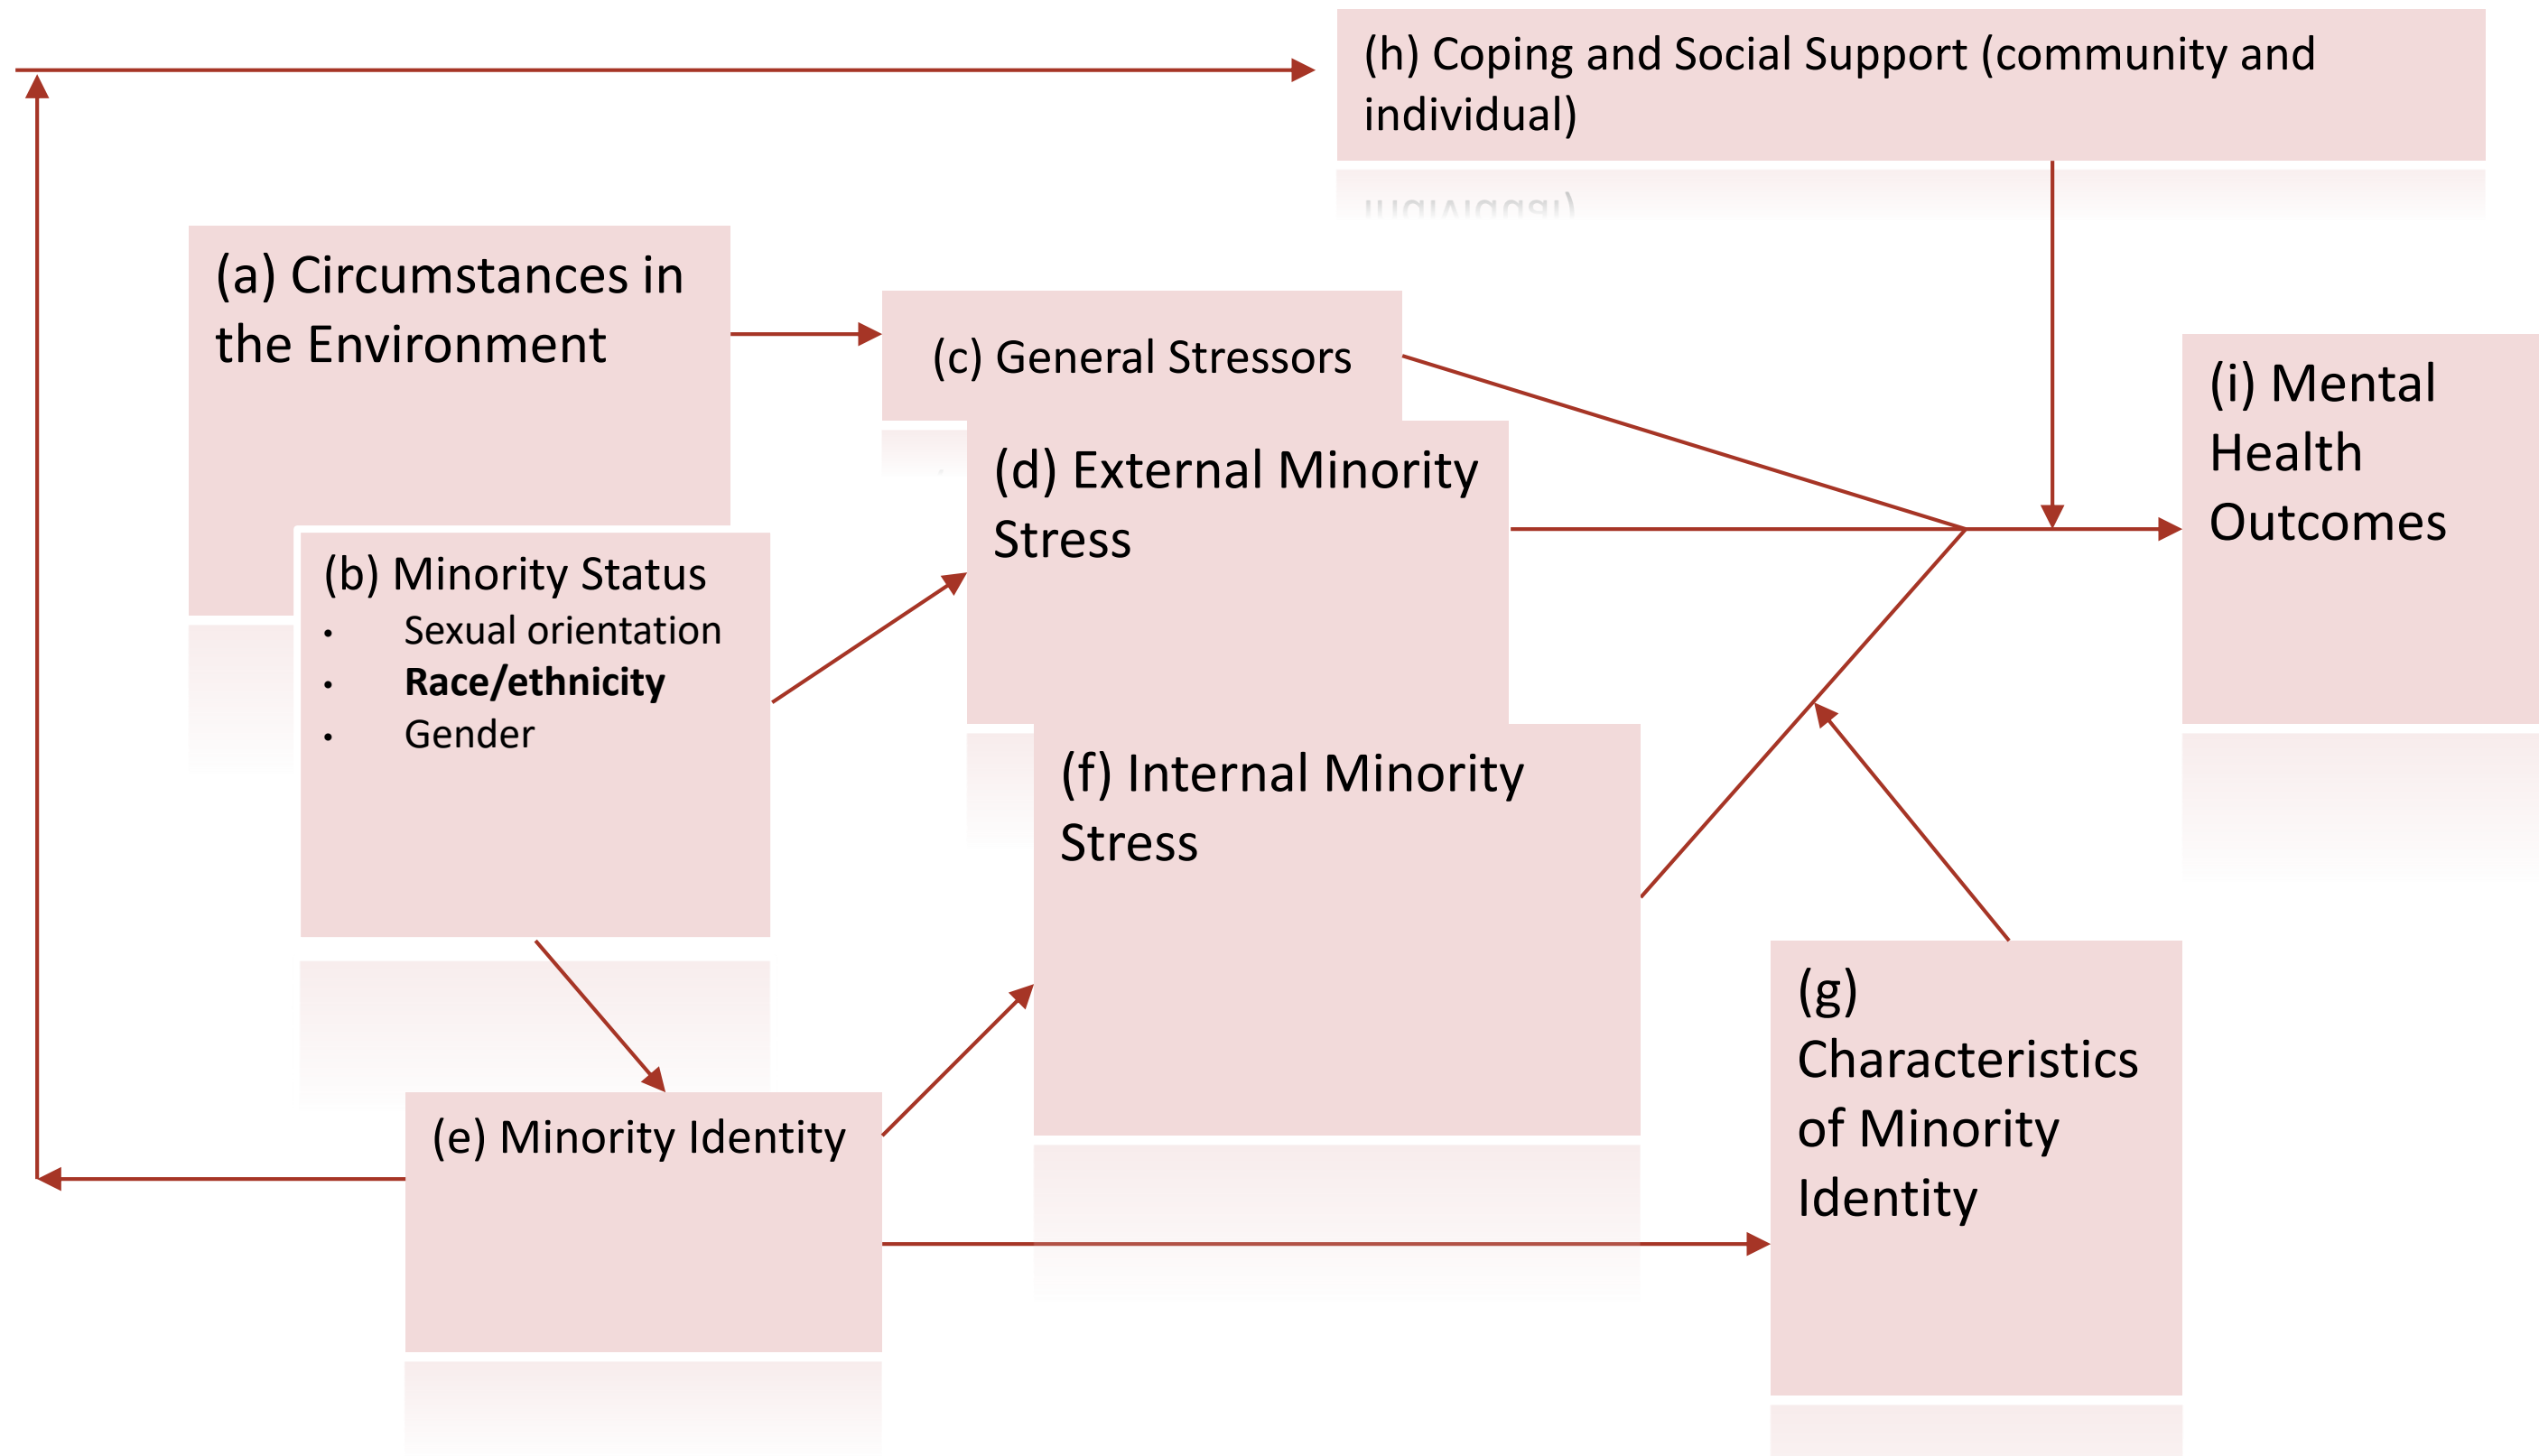 (h) Coping and Social Support (community and
individual)
(a) Circumstances in
the Environment
(c) General Stressors
(i) Mental
Health
Outcomes
(d) External Minority
Stress
(b) Minority Status
• Sexual orientation
• Race/ethnicity
• Gender
(f) Internal Minority
Stress
(g)
Characteristics
of Minority
Identity
(e) Minority Identity